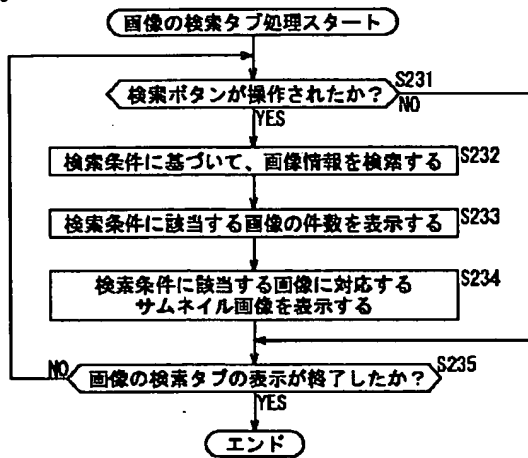 画像の検索タブ処理スタート
検索ボタンが操作されたか?
S231
NO
YES
検索条件に基づいて、画像情報を検索する
S232
検索条件に該当する画像の件数を表示する
S233
検索条件に該当する画像に対応する
サムネイル画像を表示する
S234
NO
画像の検索タブの表示が終了したか?
S235
YES
エンド